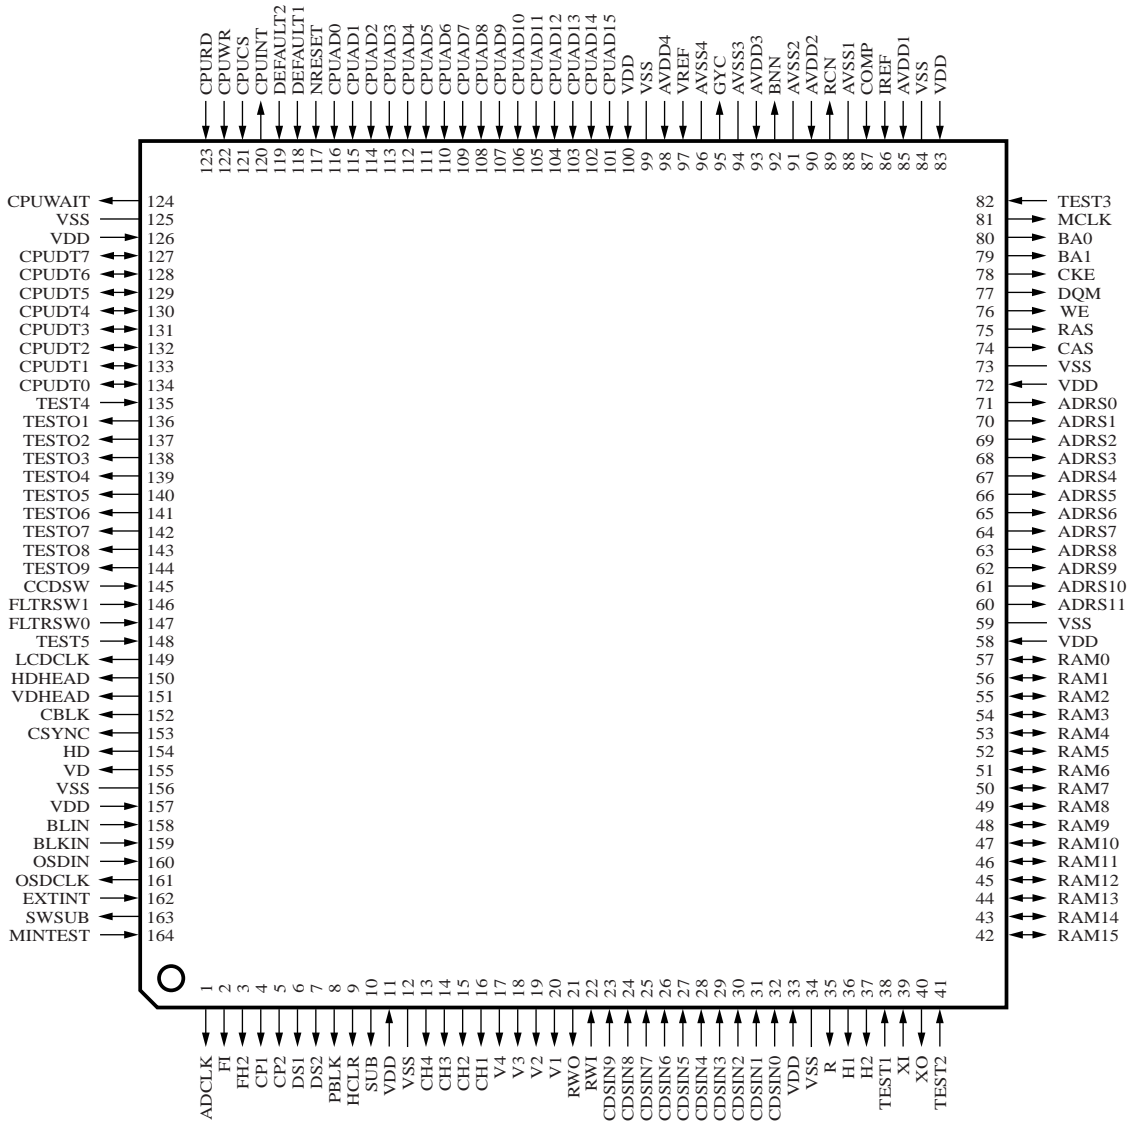 CPURD CPUWR CPUCS CPUINT DEFAULT2 DEFAULT1 NRESET CPUAD0 CPUAD1 CPUAD2 CPUAD3 CPUAD4 CPUAD5 CPUAD6 CPUAD7 CPUAD8 CPUAD9 CPUAD10 CPUAD11 CPUAD12 CPUAD13 CPUAD14 CPUAD15 VDD VSS AVDD4 VREF AVSS4 GYC AVSS3 AVDD3 BNN AVSS2 AVDD2 RCN AVSS1 COMP IREF AVDD1 VSS VDD
123 122 121 120 119 118 117 116 115 114 113 112 111 110 109 108 107 106 105 104 103 102 101 100 99 98 97 96 95 94 93 92 91 90 89 88 87 86 85 84 83
CPUWAIT 124 82 TEST3
VSS 125 81 MCLK
VDD 126 80 BA0
CPUDT7 127 79 BA1
CPUDT6 128 78 CKE
CPUDT5 129 77 DQM
CPUDT4 130 76 WE
CPUDT3 131 75 RAS
CPUDT2 132 74 CAS
CPUDT1 133 73 VSS
CPUDT0 134 72 VDD
TEST4 135 71 ADRS0
TESTO1 136 70 ADRS1
TESTO2 137 69 ADRS2
TESTO3 138 68 ADRS3
TESTO4 139 67 ADRS4
TESTO5 140 66 ADRS5
TESTO6 141 65 ADRS6
TESTO7 142 64 ADRS7
TESTO8 143 63 ADRS8
TESTO9 144 62 ADRS9
CCDSW 145 61 ADRS10
FLTRSW1 146 60 ADRS11
FLTRSW0 147 59 VSS
TEST5 148 58 VDD
LCDCLK 149 57 RAM0
HDHEAD 150 56 RAM1
VDHEAD 151 55 RAM2
CBLK 152 54 RAM3
CSYNC 153 53 RAM4
HD 154 52 RAM5
VD 155 51 RAM6
VSS 156 50 RAM7
VDD 157 49 RAM8
BLIN 158 48 RAM9
BLKIN 159 47 RAM10
OSDIN 160 46 RAM11
OSDCLK 161 45 RAM12
EXTINT 162 44 RAM13
SWSUB 163 43 RAM14
MINTEST 164 42 RAM15
1 2 3 4 5 6 7 8 9 10 11 12 13 14 15 16 17 18 19 20 21 22 23 24 25 26 27 28 29 30 31 32 33 34 35 36 37 38 39 40 41
ADCLK FI FH2 CP1 CP2 DS1 DS2 PBLK HCLR SUB VDD VSS CH4 CH3 CH2 CH1 V4 V3 V2 V1 RWO RWI CDSIN9 CDSIN8 CDSIN7 CDSIN6 CDSIN5 CDSIN4 CDSIN3 CDSIN2 CDSIN1 CDSIN0 VDD VSS R H1 H2 TEST1 XI XO TEST2